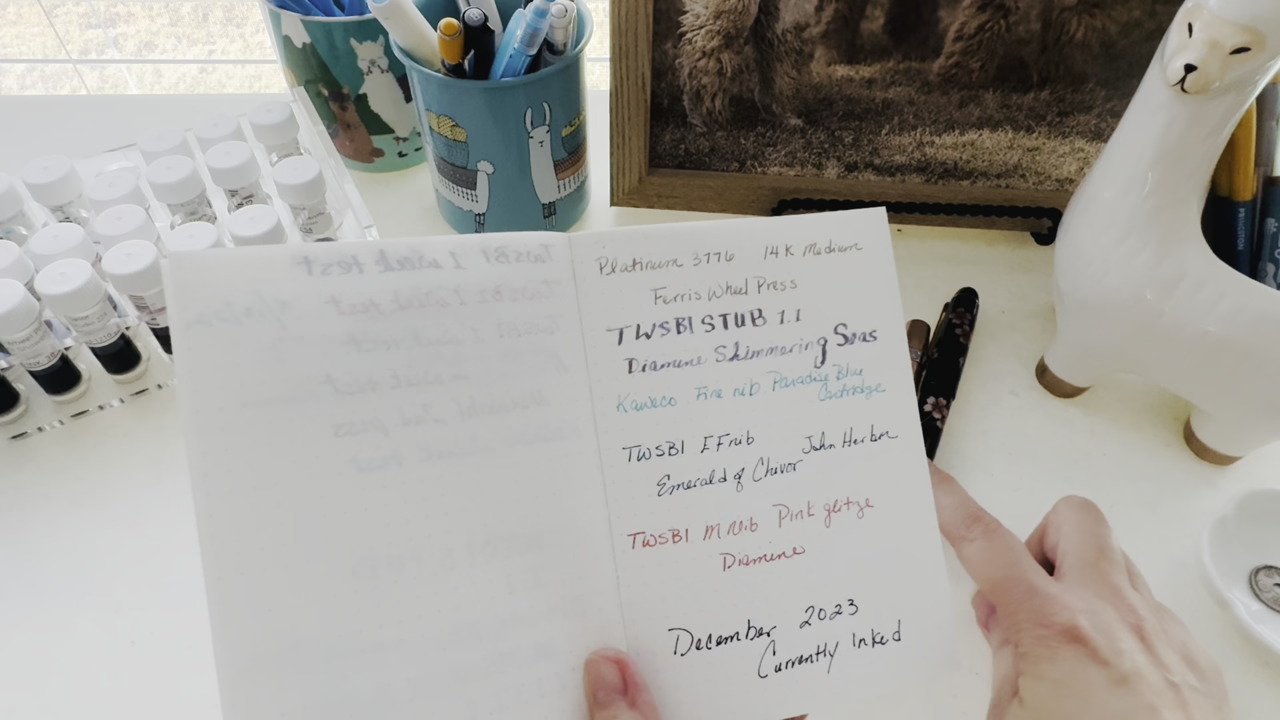 Platinum 3776 14K Medium
Ferris Wheel Press
TWSBI STUB 1.1
Diamine Shimmering Seas
Kaweco Fine nib Paradise Blue
Cartridge
TWSBI EF nib John Herbin
Emerald of Chivor
TWSBI M Nib Pink glitze
Diamine
December 2023
Currently Inked
PRINCETON